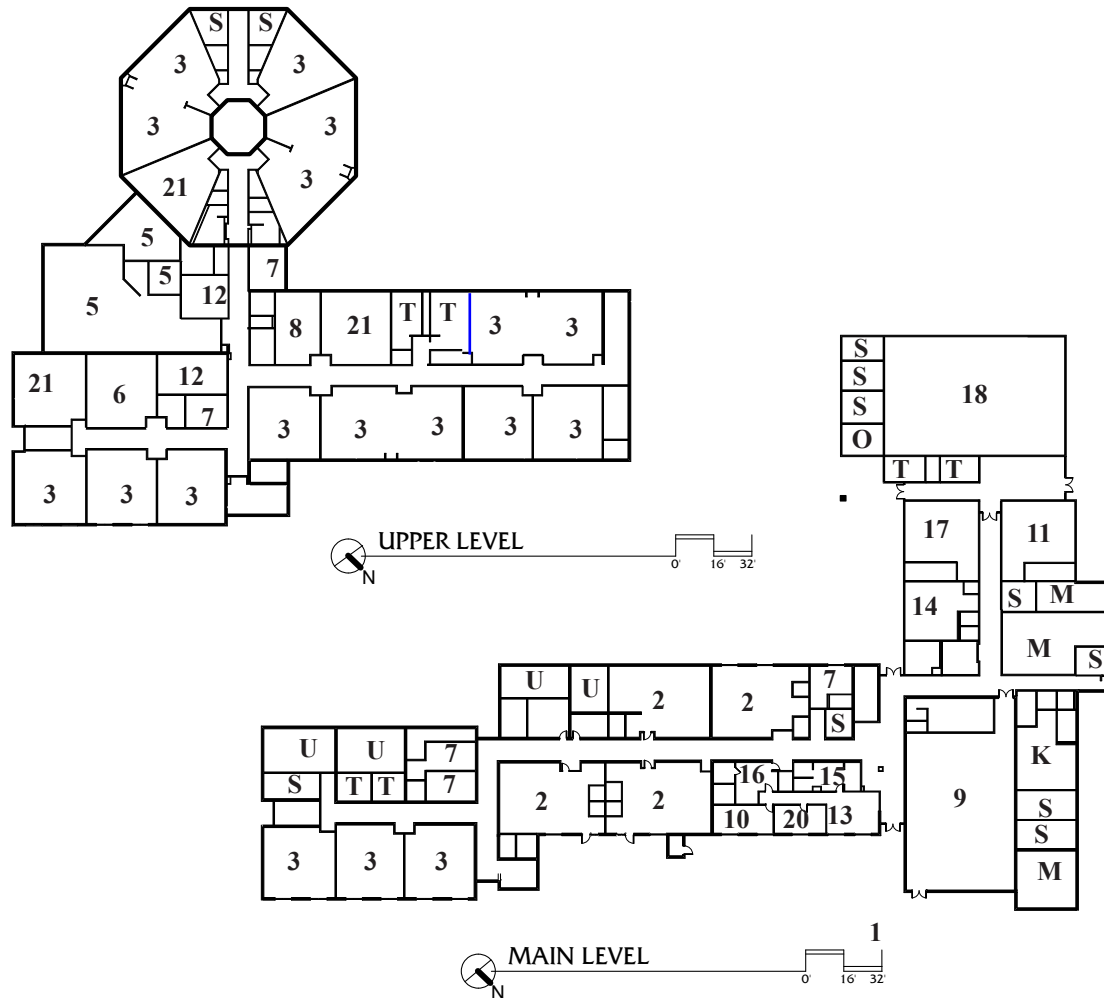 S S
3 3
3 3
21 3
5
5 7
12
5
8 21 T T 3 3
21 6 12
7
3 3 3 3 3
3 3 3
UPPER LEVEL
N
0' 16' 32'
S
S
S
O
18
T T
17 11
14 S M
M S
U U 2 2 7
S
U U 7
S T T 7
2 2 16 15
10 20 13
9 K
S
S
M
3 3 3
1
MAIN LEVEL
N
0' 16' 32'